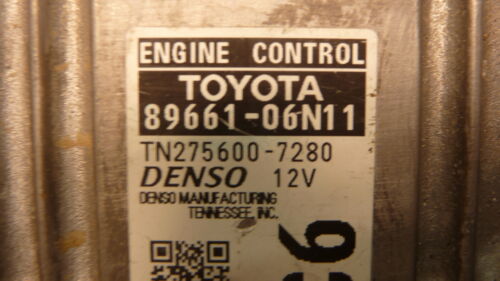 ENGINE CONTROL
TOYOTA
89661-06N11
TN275600-7280
DENSO 12V
DENSO MANUFACTURING
TENNESSEE, INC.